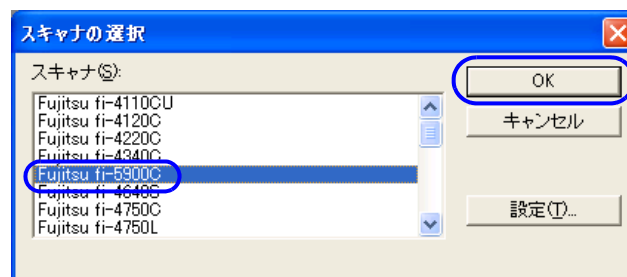 スキャナの選択
スキャナ(S):
Fujitsu fi-4110CU
Fujitsu fi-4120C
Fujitsu fi-4220C
Fujitsu fi-4340C
Fujitsu fi-5900C
Fujitsu fi-4640S
Fujitsu fi-4750C
Fujitsu fi-4750L
OK
キャンセル
設定(T)...